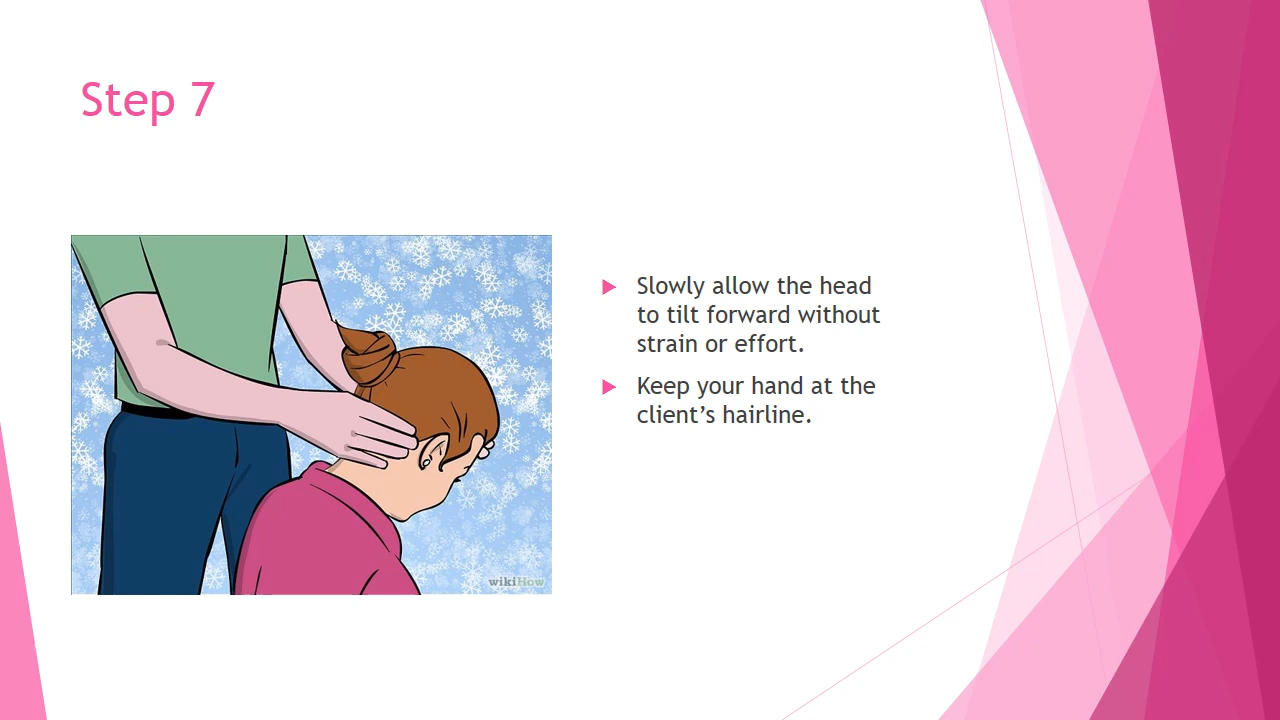 Step 7
Slowly allow the head
to tilt forward without
strain or effort.
Keep your hand at the
client’s hairline.
wikiHow